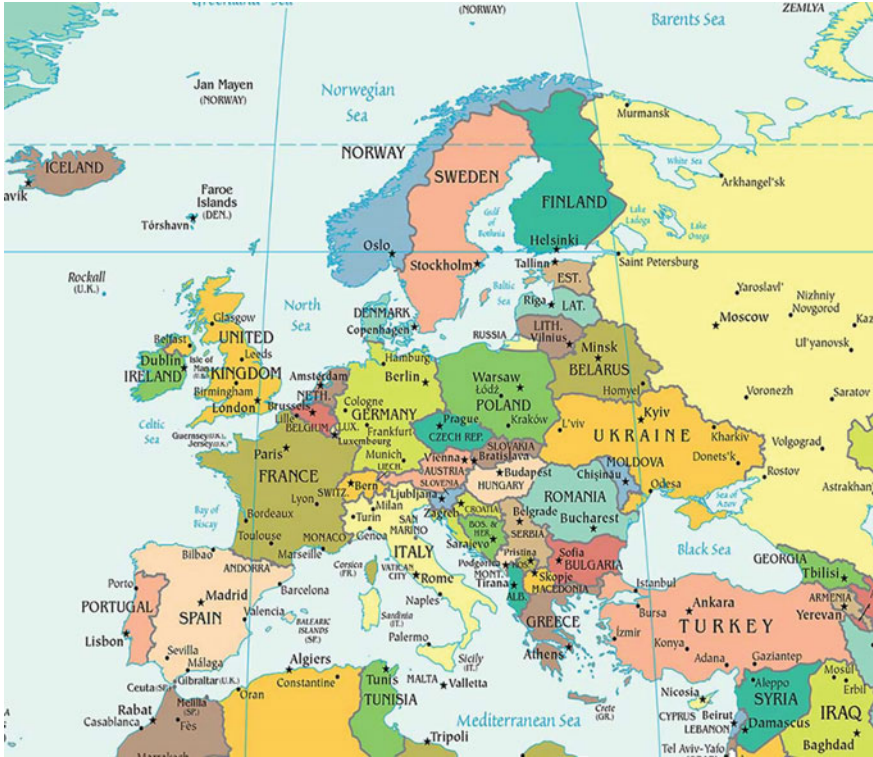 Greenland Sea
(NORWAY)
Barents Sea
ZEMLYA
Jan Mayen
(NORWAY)
Norwegian
Sea
Murmansk
NORWAY
White Sea
ICELAND
SWEDEN
Arkhangel'sk
avik
Faroe
Islands
(DEN.)
FINLAND
Tórshavn
Gulf
of
Bothnia
Lake
Ladoga
Lake
Onega
Oslo
Helsinki
Stockholm
Tallinn
Saint Petersburg
Rockall
(U.K.)
EST.
Baltic
Sea
Yaroslavl'
North
Sea
Riga
LAT.
Nizhniy
Novgorod
DENMARK
Copenhagen
Moscow
Kaz
Glasgow
LITH.
Vilnius
RUSSIA
Ul'yanovsk
Belfast
UNITED
KINGDOM
Minsk
BELARUS
Dublin
IRELAND
Isle of
Man (U.K.)
Leeds
Hamburg
Amsterdam
NETH.
Berlin
Warsaw
Łódź
POLAND
Homyel'
Voronezh
Saratov
Birmingham
London
Brussels
Lille
BELGIUM
Cologne
GERMANY
Celtic
Sea
LUX.
Luxembourg
Frankfurt
Prague
CZECH REP.
Kraków
L'viv
Kyiv
UKRAINE
Kharkiv
Volgograd
Guernsey (U.K.)
Jersey (U.K.)
Paris
Munich
LIECH.
SLOVAKIA
Bratislava
Vienna
AUSTRIA
Donets'k
Rostov
FRANCE
SWITZ.
Bern
SLOVENIA
Ljubljana
Budapest
HUNGARY
MOLDOVA
Chișinău
Odesa
Astrakhan
Lyon
Milan
Turin
Zagreb
CROATIA
ROMANIA
Sea
of Azov
Bay of
Biscay
Bordeaux
Genoa
SAN
MARINO
BOS. &
HER.
Sarajevo
Belgrade
SERBIA
Bucharest
Toulouse
MONACO
Marseille
ITALY
Pristina
KOS.
Sofia
BULGARIA
Black Sea
GEORGIA
Tbilisi
Bilbao
ANDORRA
Corsica
(FR.)
VATICAN
CITY
Rome
Podgorica
MONT.
Tirana
ALB.
Skopje
MACEDONIA
Istanbul
Porto
Barcelona
ARMENIA
Yerevan
PORTUGAL
Madrid
SPAIN
Naples
Bursa
Ankara
TURKEY
Valencia
BALEARIC
ISLANDS
(SP.)
Sardinia
(IT.)
GREECE
Lisbon
Palermo
Athens
İzmir
Konya
Sevilla
Málaga
Sicily
(IT.)
Adana
Gaziantep
Algiers
Constantine
Tunis
TUNISIA
Mosul
Ceuta (SP.)
Gibraltar (U.K.)
Oran
MALTA
Valletta
Nicosia
CYPRUS
Aleppo
SYRIA
Erbil
Melilla
(SP.)
Rabat
Casablanca
Fès
Crete
(GR.)
Beirut
LEBANON
Damascus
IRAQ
Mediterranean Sea
Tripoli
Baghdad
Marrakech
Tel Aviv-Yafo